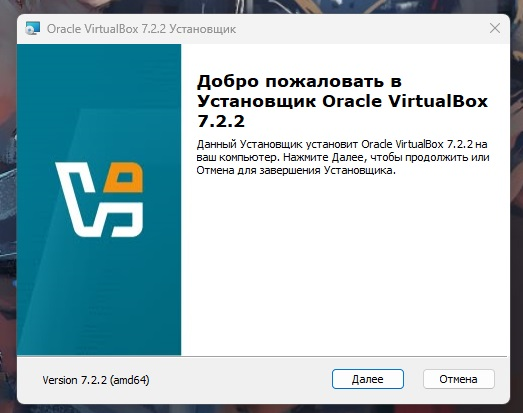 Oracle VirtualBox 7.2.2 Установщик
Добро пожаловать в
Установщик Oracle VirtualBox
7.2.2
Данный Установщик установит Oracle VirtualBox 7.2.2 на
ваш компьютер. Нажмите Далее, чтобы продолжить или
Отмена для завершения Установщика.
Version 7.2.2 (amd64)
Далее
Отмена